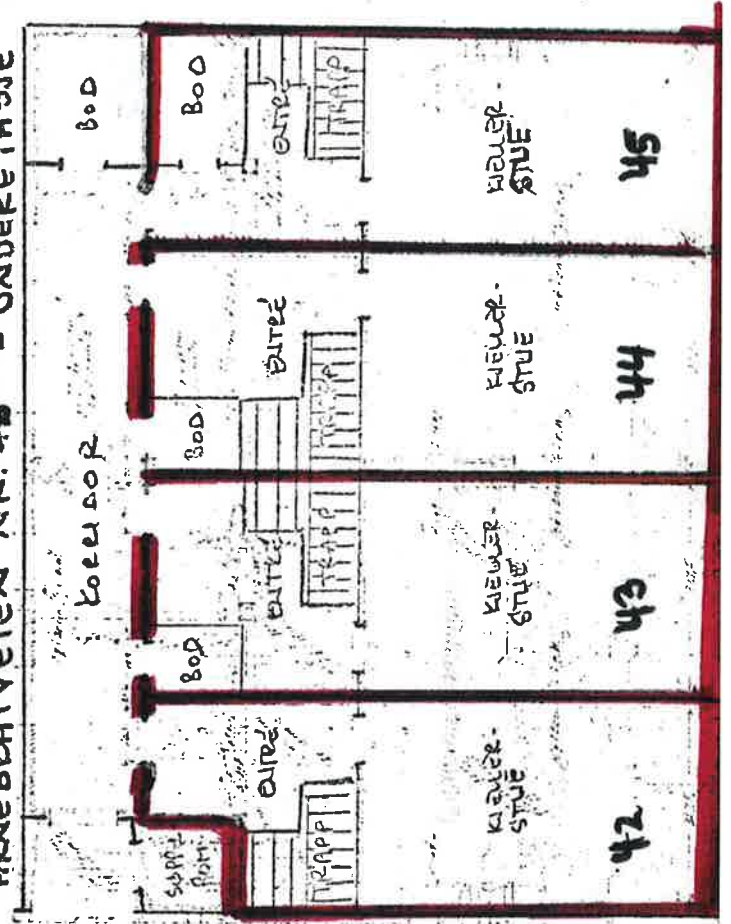 - UNDERETASJE
KORRIDOR
BOD
ROM
BOD
BOD
BOD
ENTRÉ
ENTRÉ
ENTRÉ
ENTRÉ
TRAPP
TRAPP
TRAPP
TRAPP
KJELLER-
STUE
KJELLER-
STUE
KJELLER-
STUE
KJELLER-
STUE
42
43
44
45